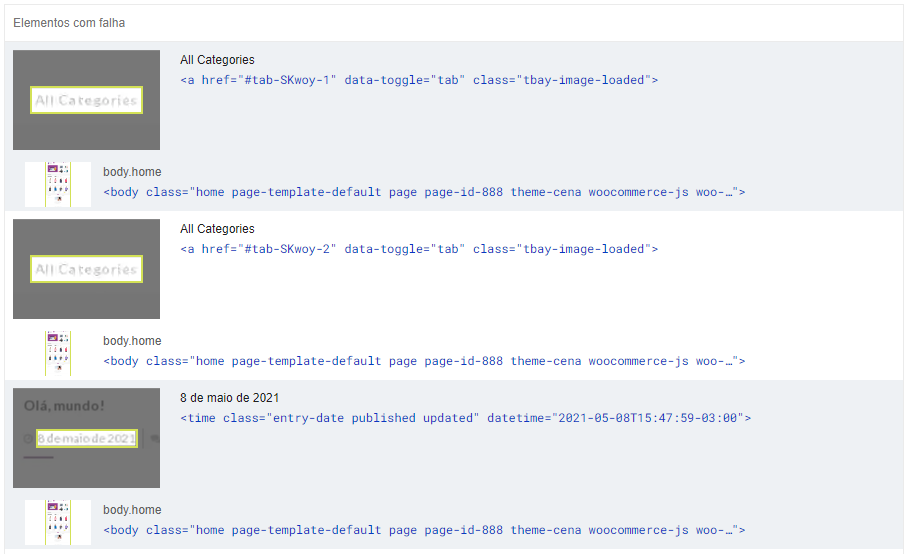 Elementos com falha
All Categories
All Categories
<a href="#tab-SKwoy-1" data-toggle="tab" class="tbay-image-loaded">
body.home
<body class="home page-template-default page page-id-888 theme-cena woocommerce-js woo-…">
All Categories
All Categories
<a href="#tab-SKwoy-2" data-toggle="tab" class="tbay-image-loaded">
body.home
<body class="home page-template-default page page-id-888 theme-cena woocommerce-js woo-…">
Olá, mundo!
8 de maio de 2021
8 de maio de 2021
<time class="entry-date published updated" datetime="2021-05-08T15:47:59-03:00">
body.home
<body class="home page-template-default page page-id-888 theme-cena woocommerce-js woo-…">